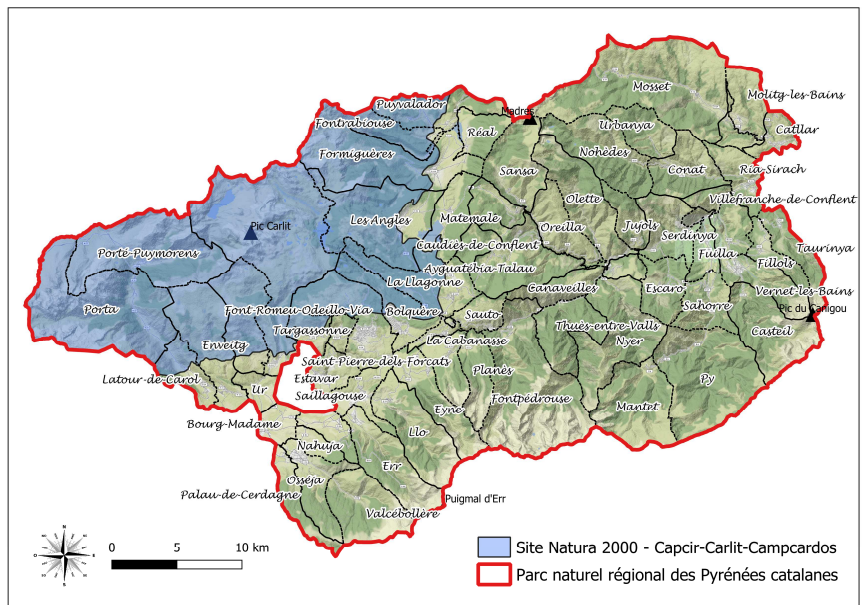 Mosset
Molitg-les-Bains
Puyvalador
Madres
Fontrabiouse
Urbanya
Catllar
Réal
Formiguères
Nohèdes
Sansa
Conat
Ria-Sirach
Olette
Villefranche-de-Conflent
Les Angles
Matemale
Pic Carlit
Oreilla
Jujols
Serdinya
Caudiès-de-Conflent
Taurinya
Porté-Puymorens
Fuilla
Fillols
Ayguatébia-Talau
La Llagonne
Canaveilles
Escaro
Vernet-les-Bains
Porta
Font-Romeu-Odeillo-Via
Bolquère
Sauto
Sahorre
Pic du Canigou
Targassonne
Thuès-entre-Valls
Casteil
Enveitg
La Cabanasse
Nyer
Saint-Pierre-dels-Forcats
Latour-de-Carol
Estavar
Planès
Py
Ur
Saillagouse
Fontpédrouse
Eyne
Mantet
Bourg-Madame
Llo
Nahuja
Err
Osséja
Palau-de-Cerdagne
Puigmal d'Err
Valcébollère
N
O
E
S
0 5 10 km
Site Natura 2000 - Capcir-Carlit-Campcardos
Parc naturel régional des Pyrénées catalanes